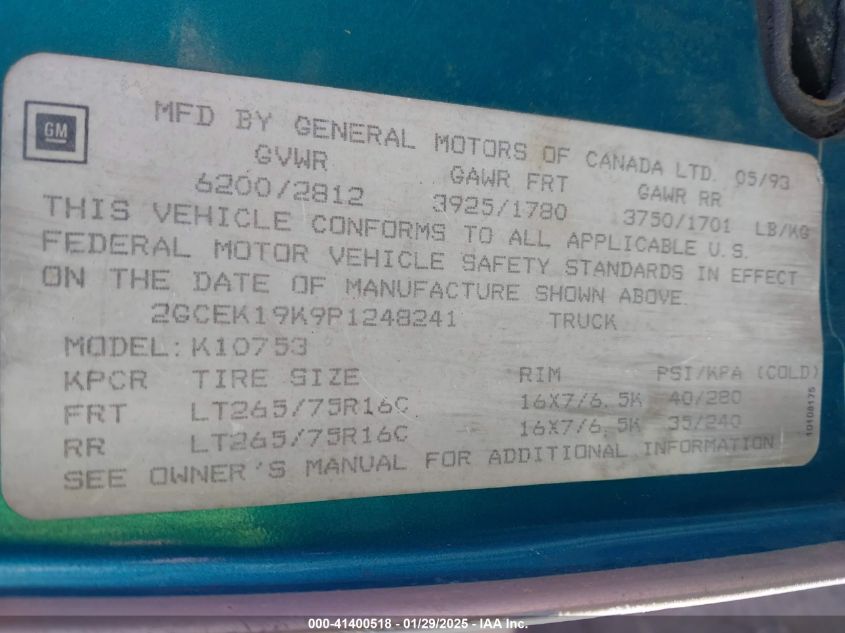 GM
MFD BY GENERAL MOTORS OF CANADA LTD. 05/93
GVWR GAWR FRT GAWR RR
6200/2812 3925/1780 3750/1701 LB/KG
THIS VEHICLE CONFORMS TO ALL APPLICABLE U.S.
FEDERAL MOTOR VEHICLE SAFETY STANDARDS IN EFFECT
ON THE DATE OF MANUFACTURE SHOWN ABOVE.
2GCEK19K9P1248241 TRUCK
MODEL: K10753
KPCR TIRE SIZE RIM PSI/KPA (COLD)
FRT LT265/75R16C 16X7/6.5K 40/280
RR LT265/75R16C 16X7/6.5K 35/240
SEE OWNER'S MANUAL FOR ADDITIONAL INFORMATION
10108175
000-41400518 - 01/29/2025 - IAA Inc.